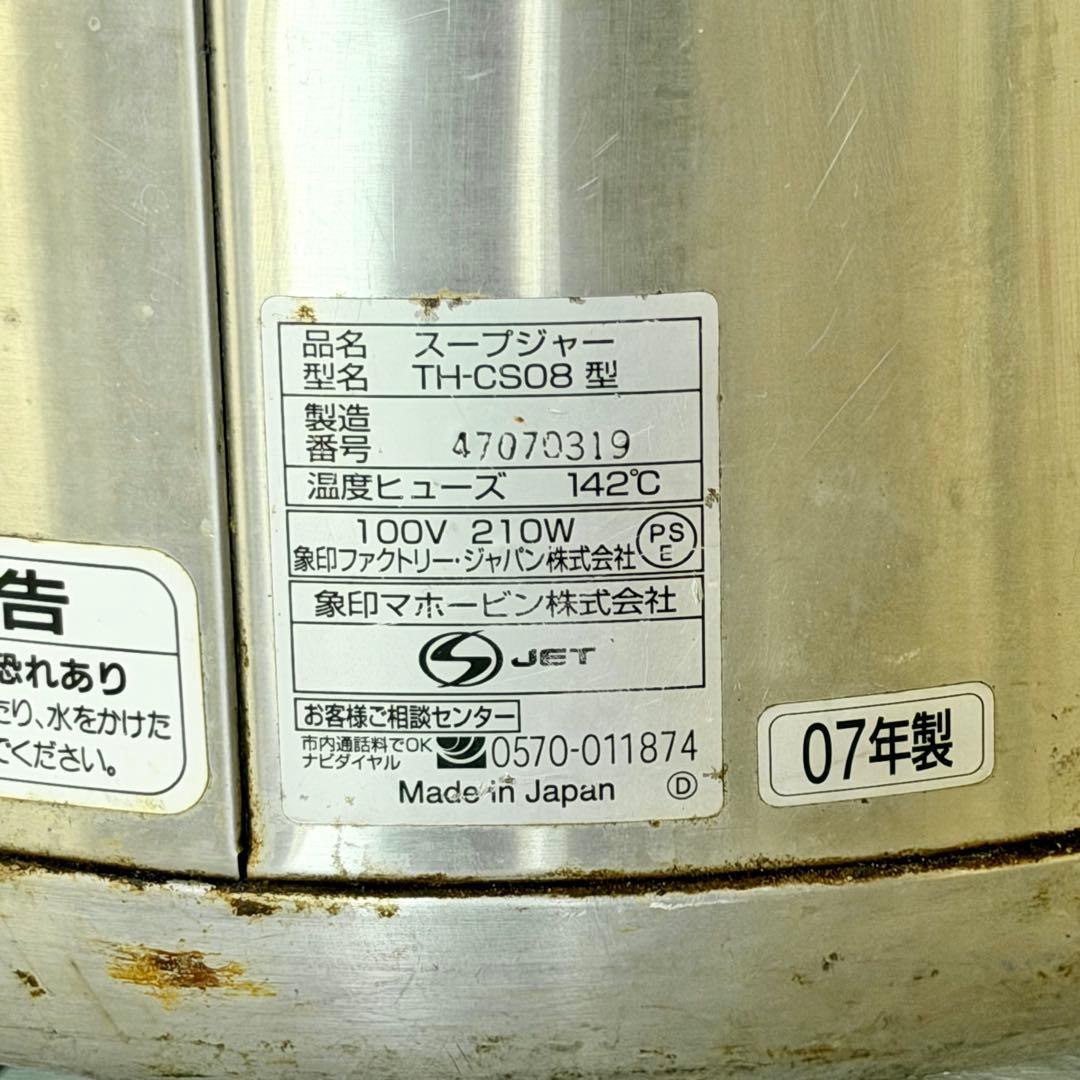 品名 スープジャー
型名 TH-CS08 型
製造
番号 47070319
温度ヒューズ 142℃
100V 210W
PS
E
象印ファクトリー・ジャパン株式会社
象印マホービン株式会社
S JET
お客様ご相談センター
市内通話料でOK
ナビダイヤル 0570-011874
Made in Japan D
告
恐れあり
たり、水をかけた
ください。
07年製